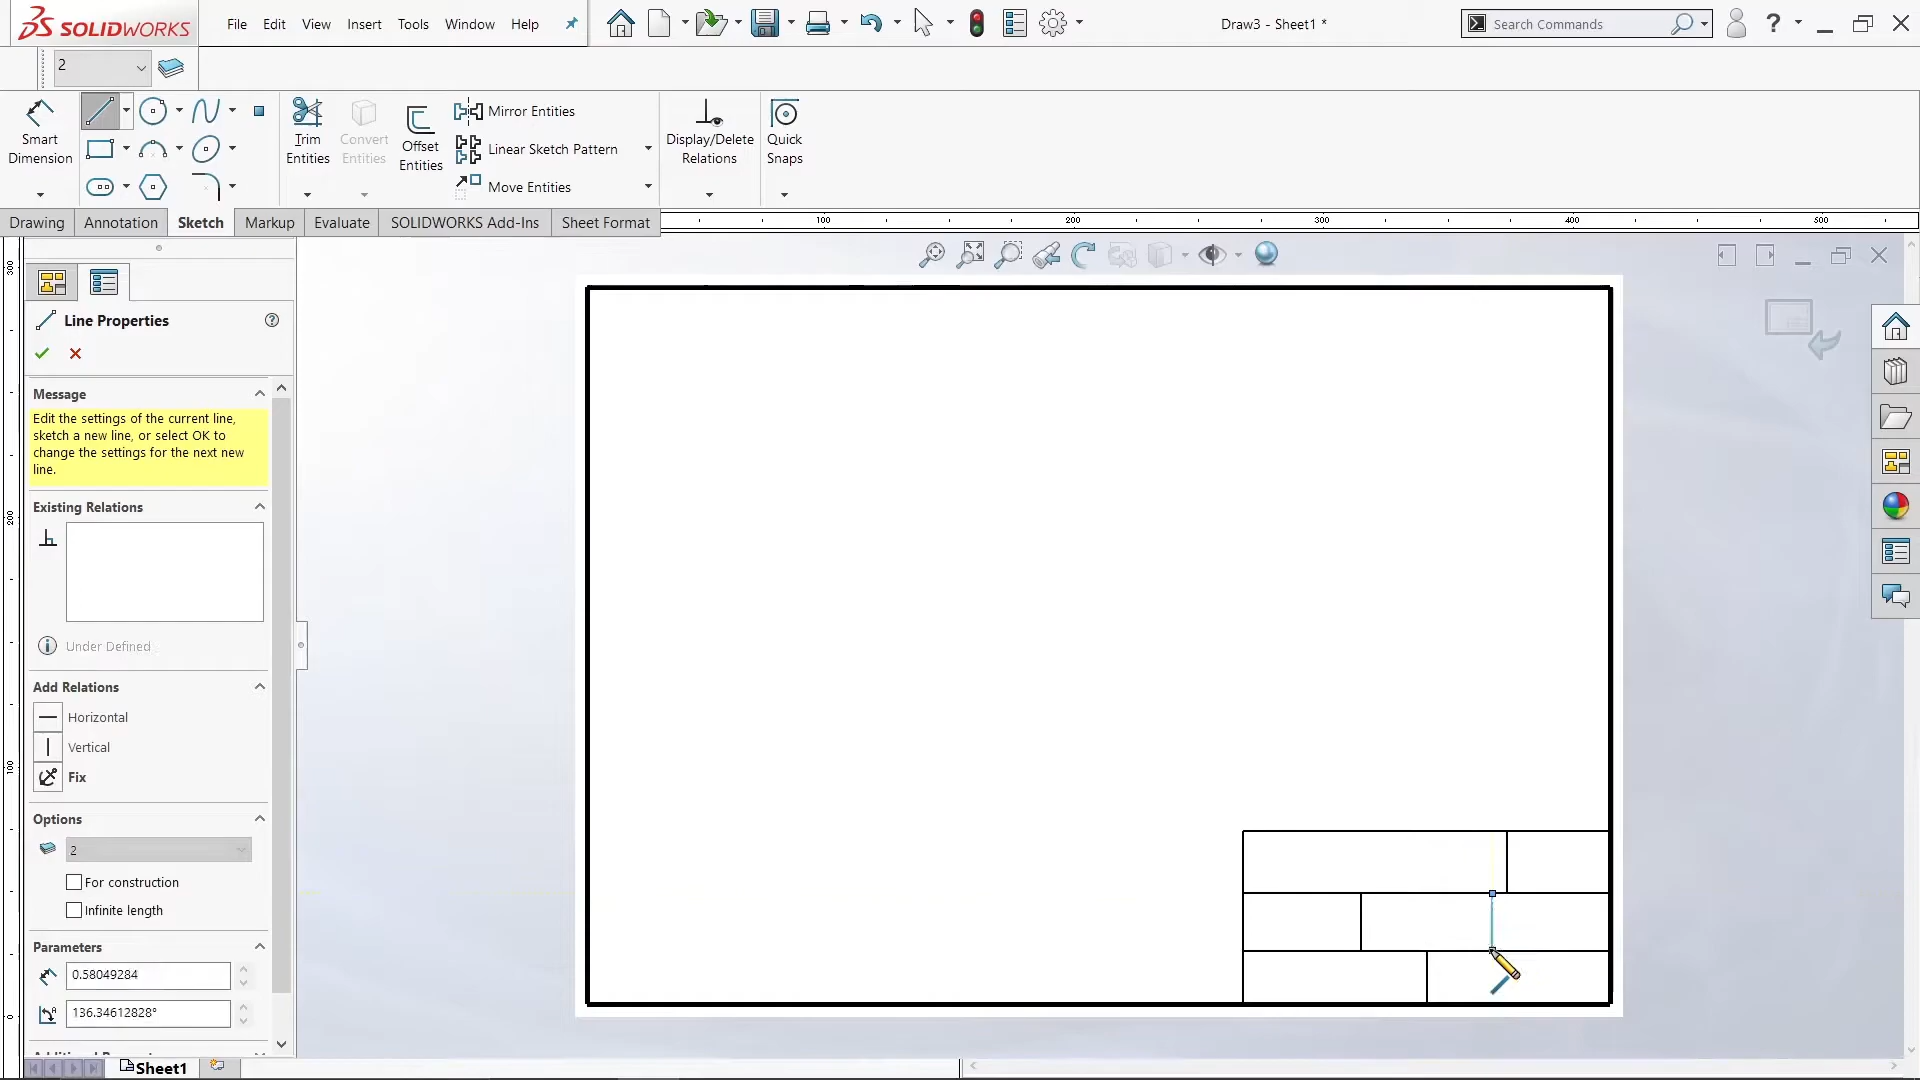 SOLIDWORKS
File Edit View Insert Tools Window Help
Draw3 - Sheet1 *
Search Commands
?
2
Smart Dimension
Trim Entities
Convert Entities
Offset Entities
Mirror Entities
Linear Sketch Pattern
Move Entities
Display/Delete Relations
Quick Snaps
Drawing Annotation Sketch Markup Evaluate SOLIDWORKS Add-Ins Sheet Format
100 200 300 400 500
300
200
100
0
Line Properties
Message
Edit the settings of the current line,
sketch a new line, or select OK to
change the settings for the next new
line.
Existing Relations
Under Defined
Add Relations
Horizontal
Vertical
Fix
Options
2
For construction
Infinite length
Parameters
0.58049284
136.34612828°
Sheet1